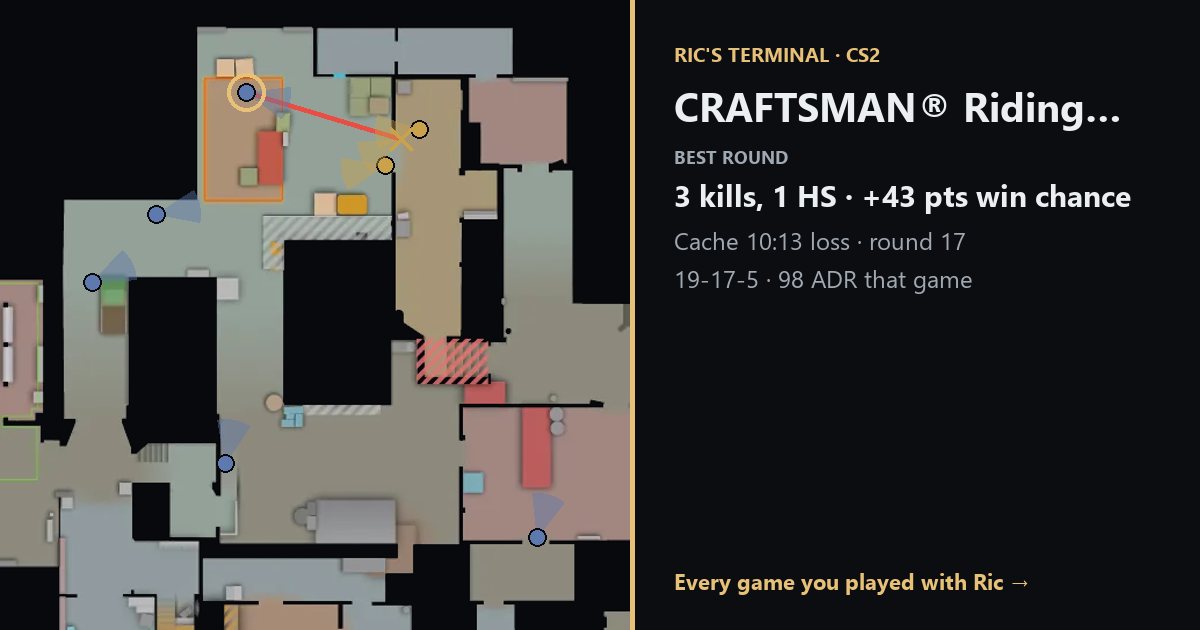 RIC'S TERMINAL · CS2
CRAFTSMAN® Riding…
BEST ROUND
3 kills, 1 HS · +43 pts win chance
Cache 10:13 loss · round 17
19-17-5 · 98 ADR that game
Every game you played with Ric →